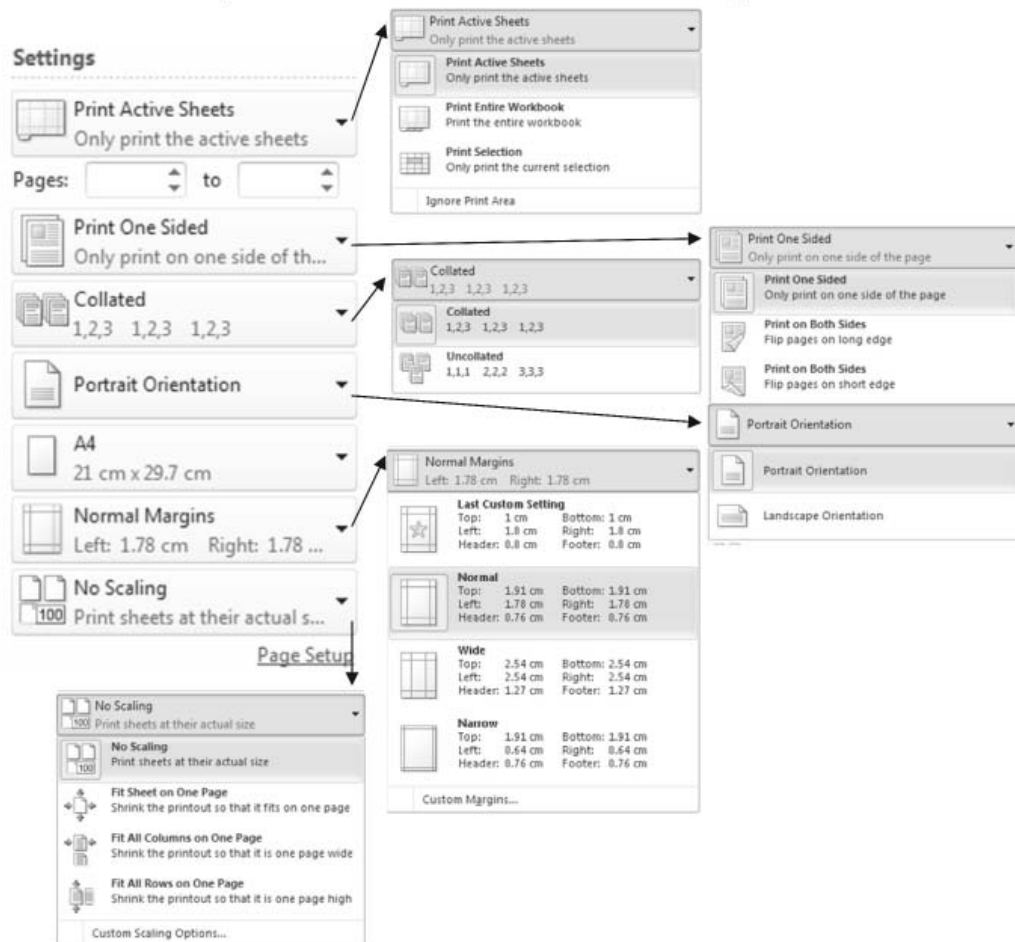 Settings
Print Active Sheets
Only print the active sheets
Pages: to
Print One Sided
Only print on one side of th...
Collated
1,2,3 1,2,3 1,2,3
Portrait Orientation
A4
21 cm x 29.7 cm
Normal Margins
Left: 1.78 cm Right: 1.78 ...
No Scaling
100 Print sheets at their actual s...
Page Setup
Print Active Sheets
Only print the active sheets
Print Active Sheets
Only print the active sheets
Print Entire Workbook
Print the entire workbook
Print Selection
Only print the current selection
Ignore Print Area
Print One Sided
Only print on one side of the page
Print One Sided
Only print on one side of the page
Print on Both Sides
Flip pages on long edge
Print on Both Sides
Flip pages on short edge
Collated
1,2,3 1,2,3 1,2,3
Collated
1,2,3 1,2,3 1,2,3
Uncollated
1,1,1 2,2,2 3,3,3
Portrait Orientation
Portrait Orientation
Landscape Orientation
Normal Margins
Left: 1.78 cm Right: 1.78 cm
Last Custom Setting
Top: 1 cm Bottom: 1 cm
Left: 1.8 cm Right: 1.8 cm
Header: 0.8 cm Footer: 0.8 cm
Normal
Top: 1.91 cm Bottom: 1.91 cm
Left: 1.78 cm Right: 1.78 cm
Header: 0.76 cm Footer: 0.76 cm
Wide
Top: 2.54 cm Bottom: 2.54 cm
Left: 2.54 cm Right: 2.54 cm
Header: 1.27 cm Footer: 1.27 cm
Narrow
Top: 1.91 cm Bottom: 1.91 cm
Left: 0.64 cm Right: 0.64 cm
Header: 0.76 cm Footer: 0.76 cm
Custom Margins...
No Scaling
100 Print sheets at their actual size
No Scaling
100 Print sheets at their actual size
Fit Sheet on One Page
Shrink the printout so that it fits on one page
Fit All Columns on One Page
Shrink the printout so that it is one page wide
Fit All Rows on One Page
Shrink the printout so that it is one page high
Custom Scaling Options...